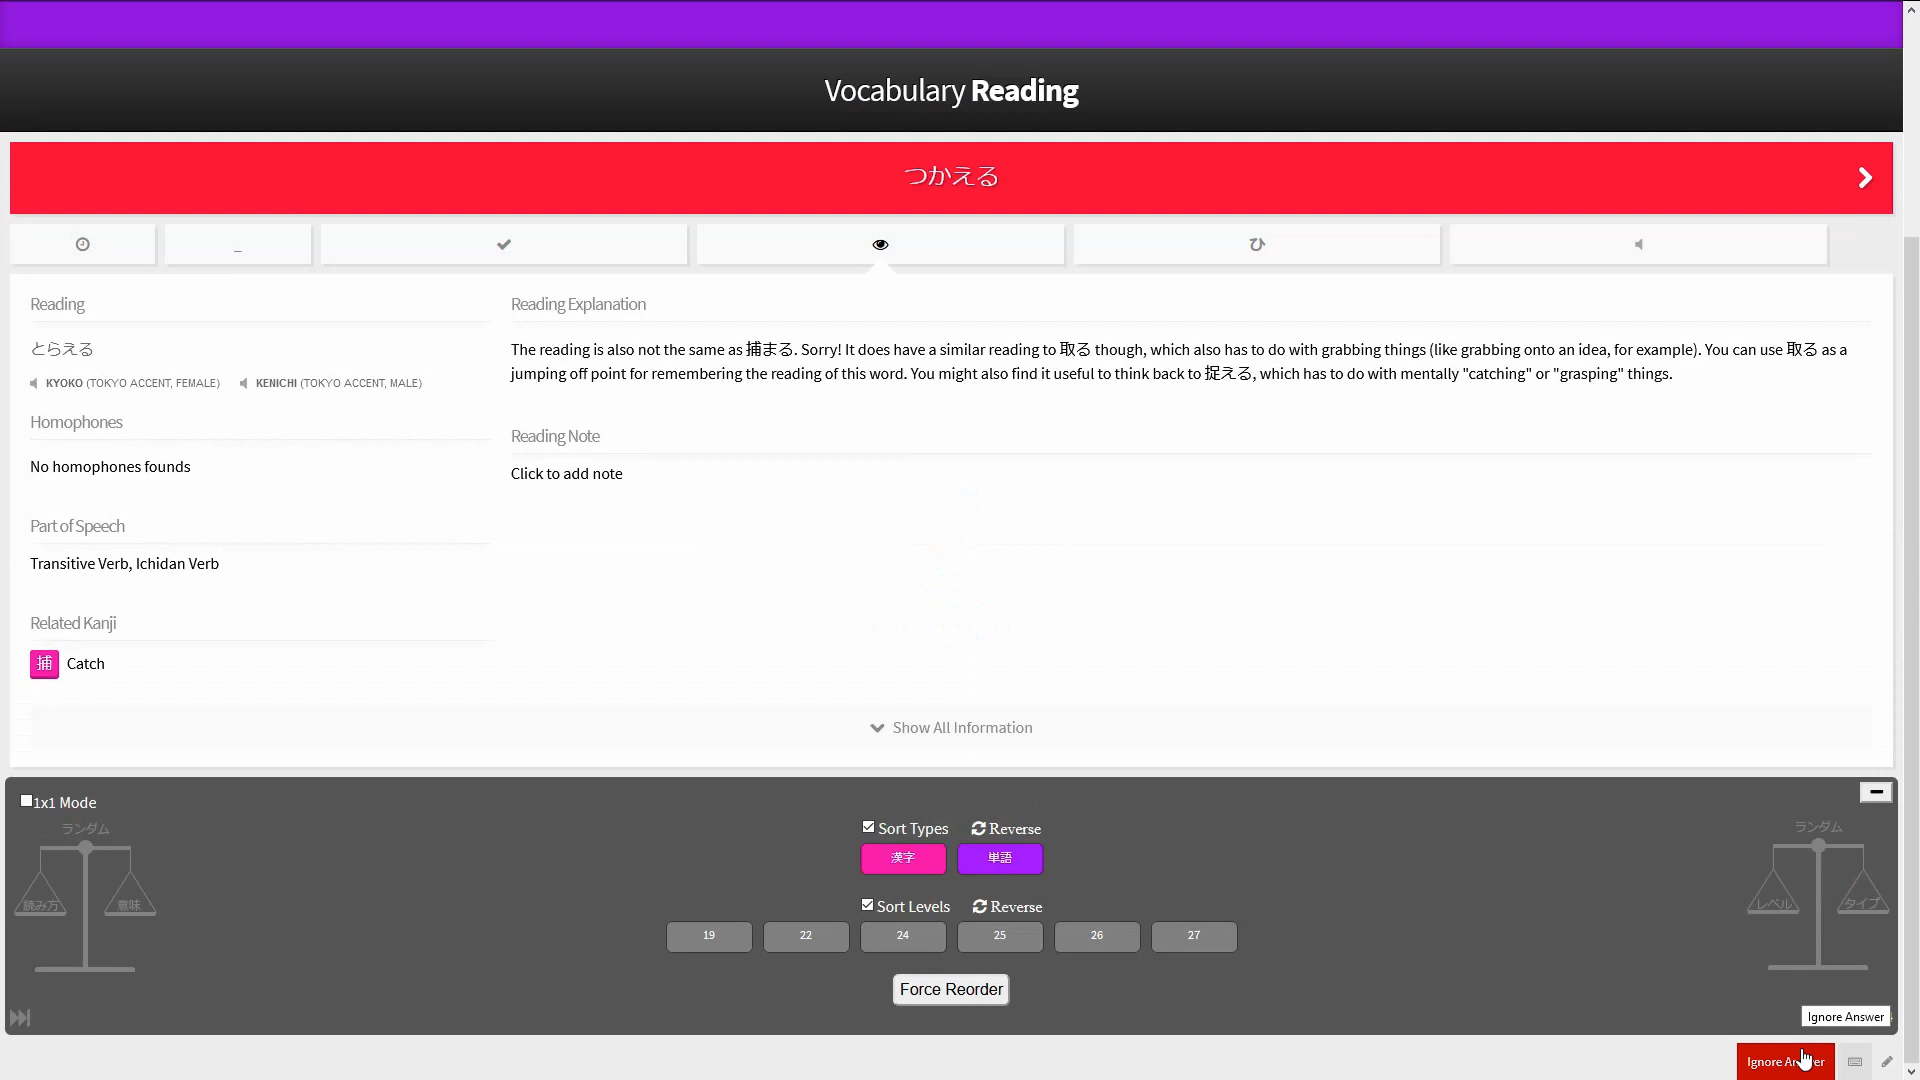 Vocabulary Reading
つかえる
_
ひ
Reading
とらえる
KYOKO (TOKYO ACCENT, FEMALE) KENICHI (TOKYO ACCENT, MALE)
Homophones
No homophones founds
Part of Speech
Transitive Verb, Ichidan Verb
Related Kanji
捕 Catch
Reading Explanation
The reading is also not the same as 捕まる. Sorry! It does have a similar reading to 取る though, which also has to do with grabbing things (like grabbing onto an idea, for example). You can use 取る as a
jumping off point for remembering the reading of this word. You might also find it useful to think back to 捉える, which has to do with mentally "catching" or "grasping" things.
Reading Note
Click to add note
Show All Information
1x1 Mode
ランダム
読み方 意味
Sort Types Reverse
漢字 単語
Sort Levels Reverse
19 22 24 25 26 27
Force Reorder
ランダム
レベル タイプ
Ignore Answer
Ignore Answer